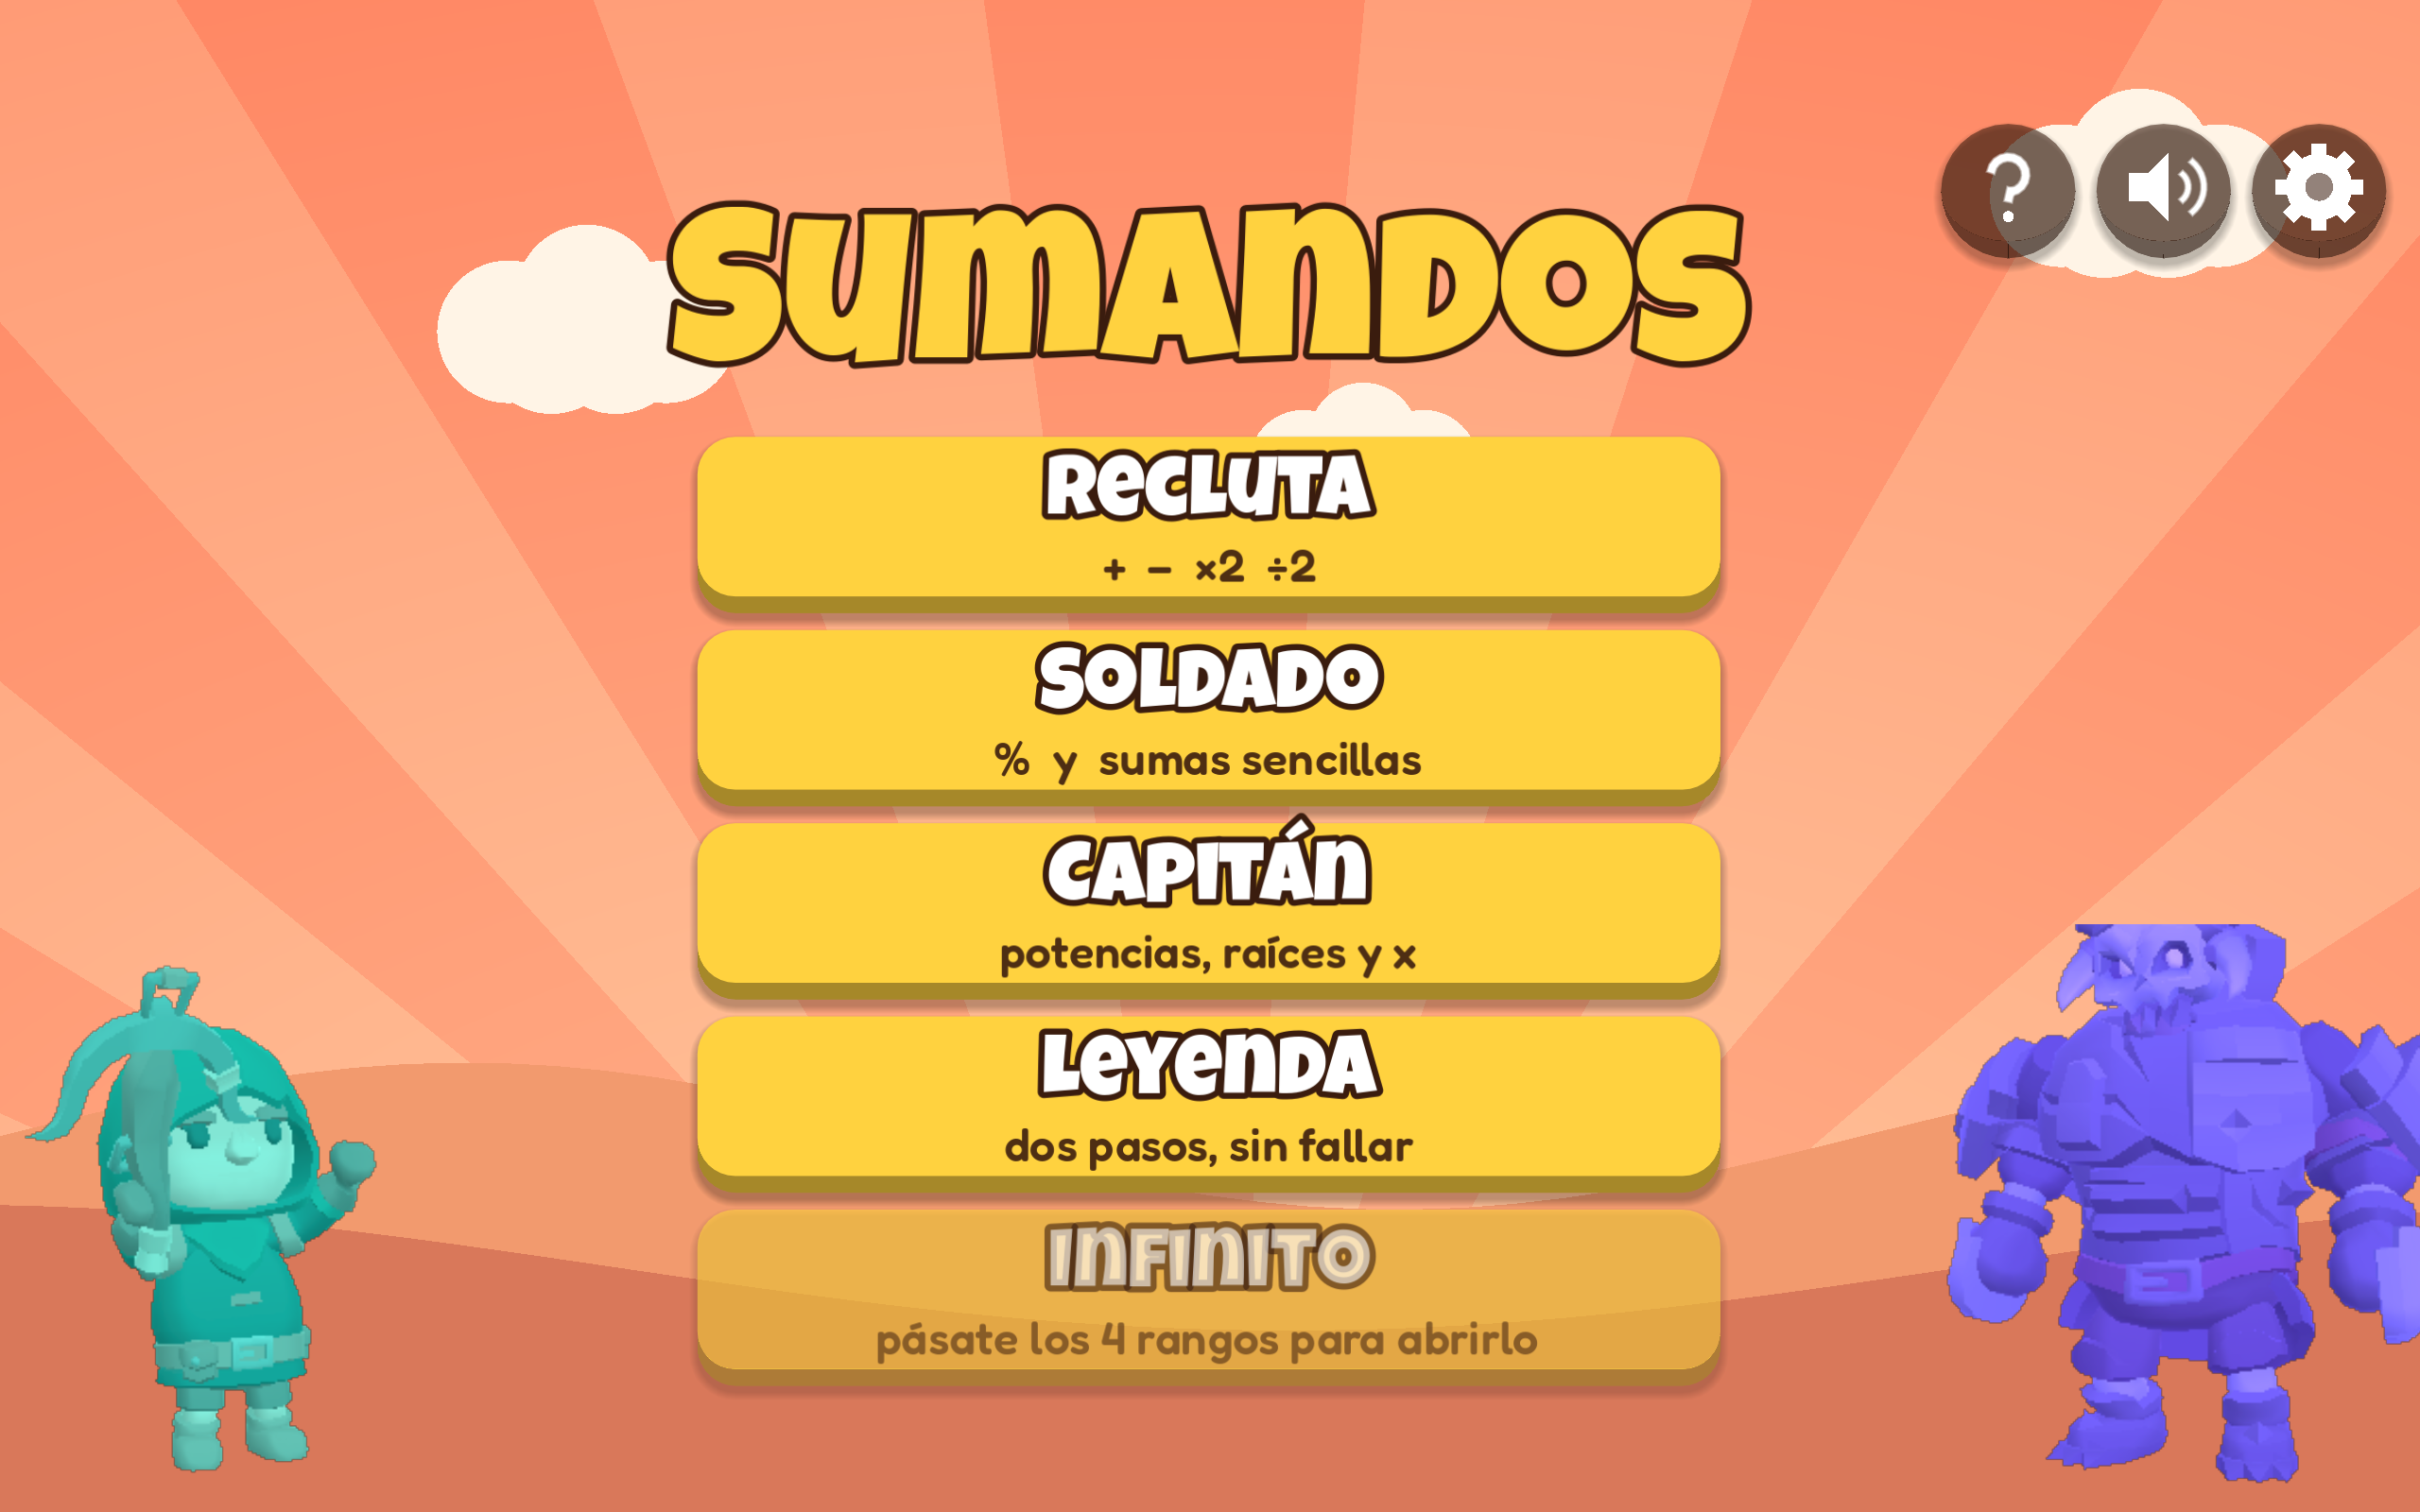 SUMANDOS
RECLUTA
+ − ×2 ÷2
SOLDADO
% y sumas sencillas
CAPITÁN
potencias, raíces y x
LEYENDA
dos pasos, sin fallar
INFINITO
pásate los 4 rangos para abrirlo